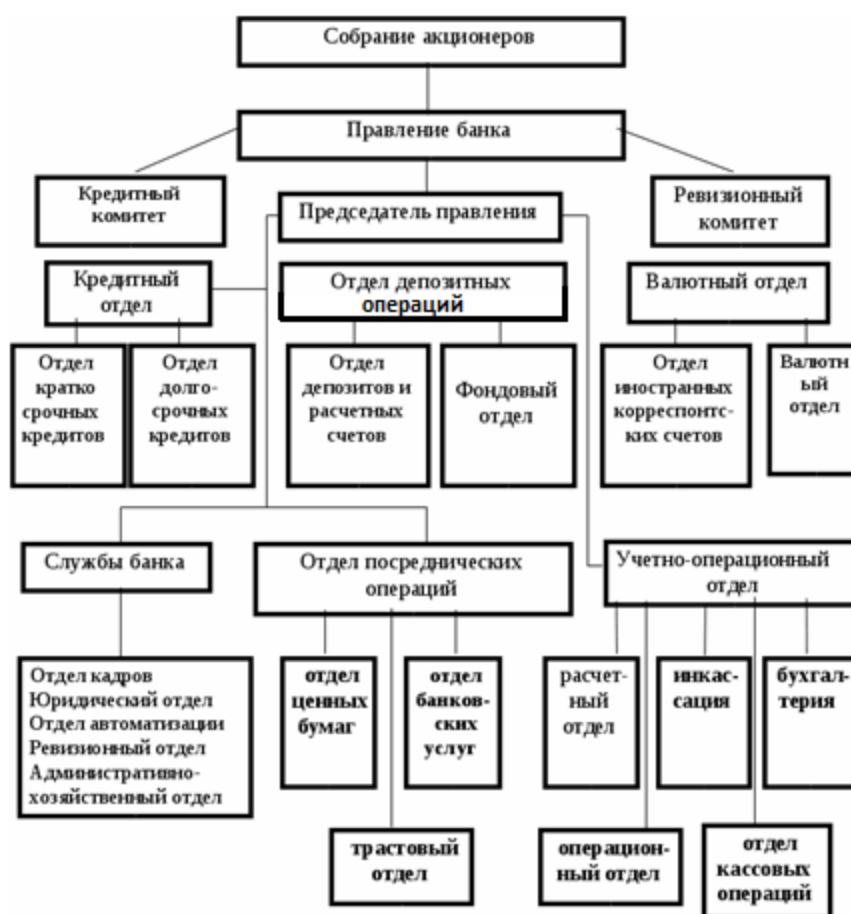 Собрание акционеров
Правление банка
Кредитный
комитет
Председатель правления
Ревизионный
комитет
Кредитный
отдел
Отдел депозитных
операций
Валютный отдел
Отдел
кратко
срочных
кредитов
Отдел
долго-
срочных
кредитов
Отдел
депозитов и
расчетных
счетов
Фондовый
отдел
Отдел
иностранных
корреспонтс-
ских счетов
Валютн
ый
отдел
Службы банка
Отдел посреднических
операций
Учетно-операционный
отдел
Отдел кадров
Юридический отдел
Отдел автоматизации
Ревизионный отдел
Административно-
хозяйственный отдел
отдел
ценных
бумаг
отдел
банков-
ских
услуг
расчет-
ный
отдел
инкас-
сация
бухгал-
терия
трастовый
отдел
операцион-
ный отдел
отдел
кассовых
операций